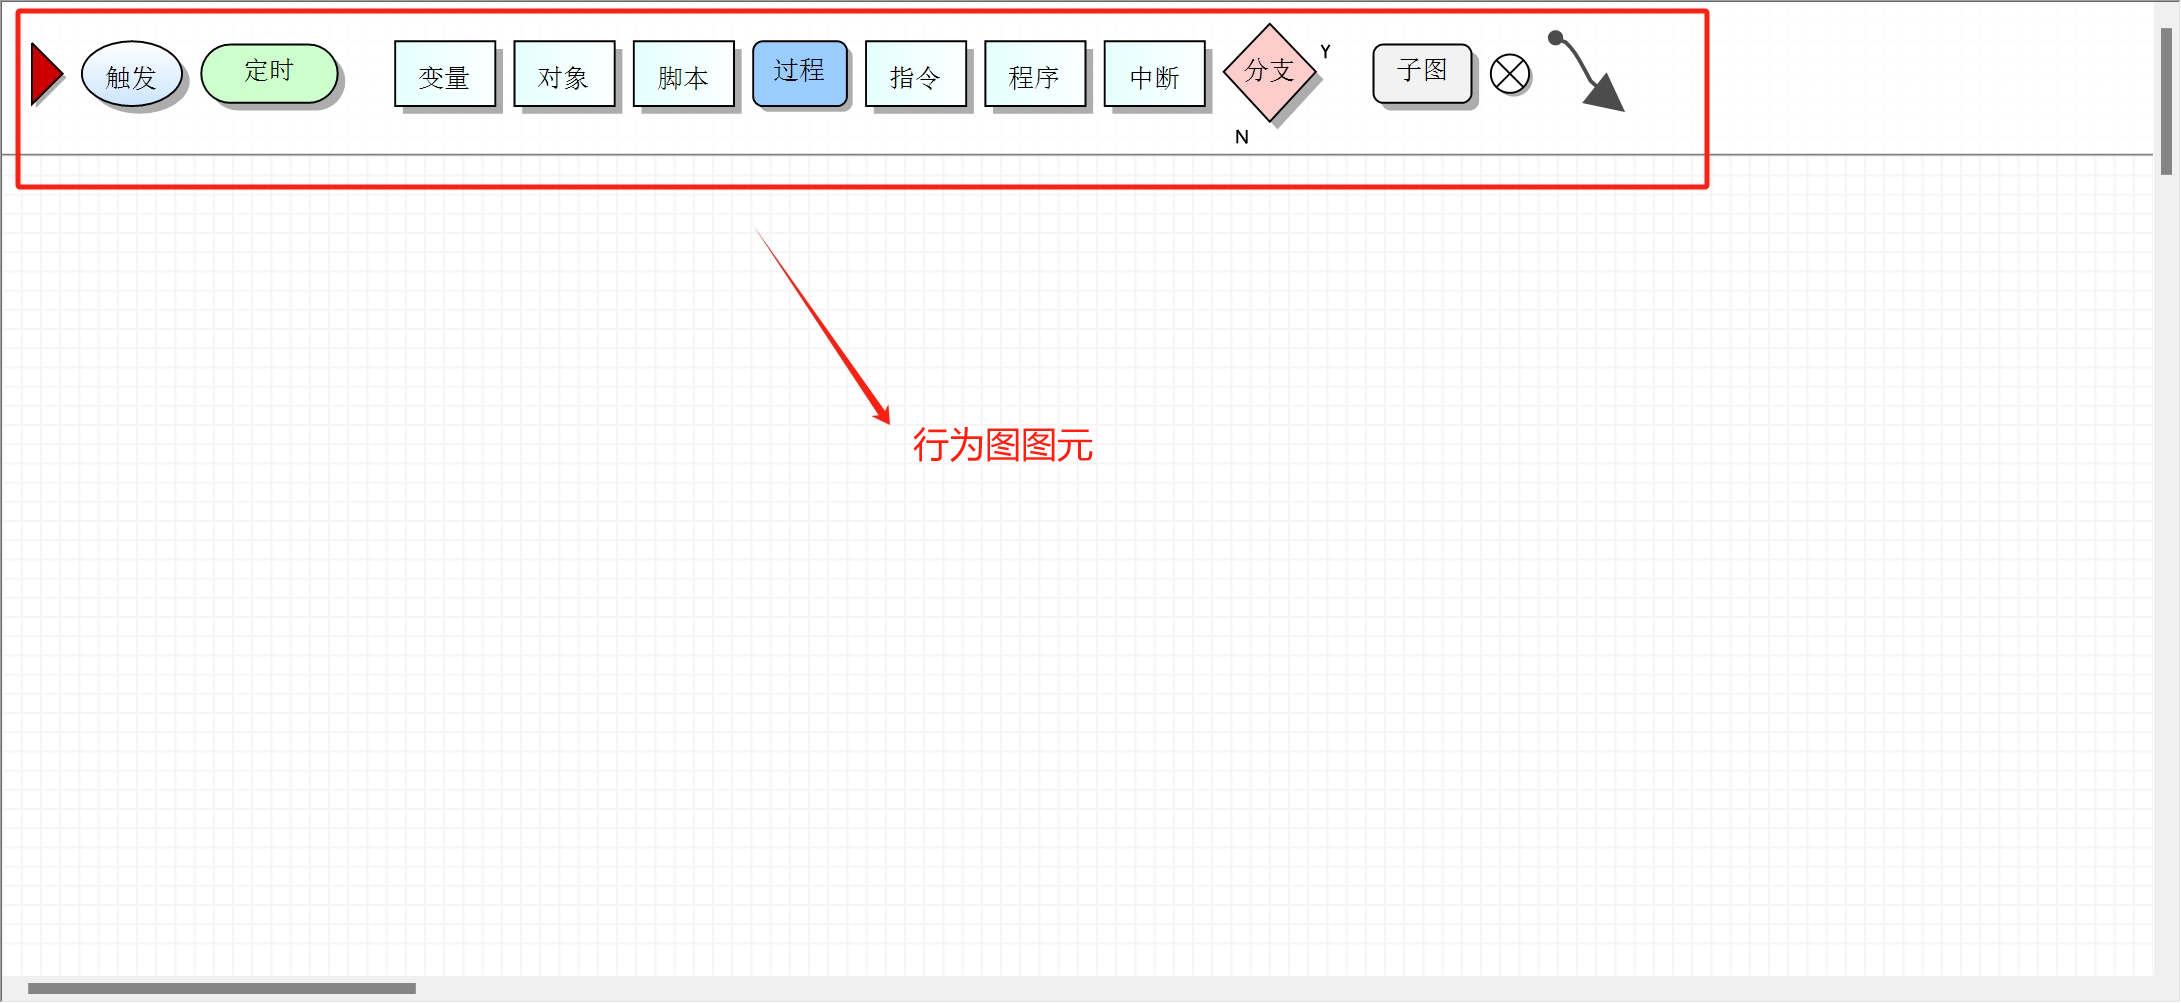 触发
定时
变量
对象
脚本
过程
指令
程序
中断
分支
Y
N
子图
行为图图元